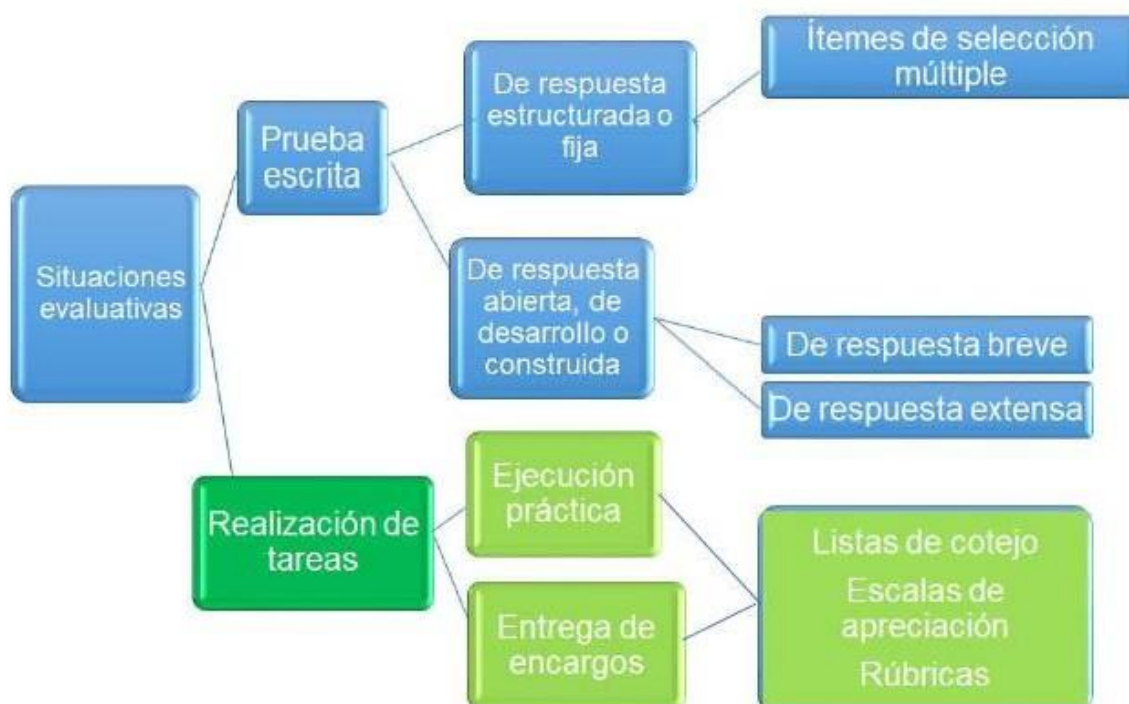 Situaciones
evaluativas
Prueba
escrita
De respuesta
estructurada o
fija
Ítemes de selección
múltiple
De respuesta
abierta, de
desarrollo o
construida
De respuesta breve
De respuesta extensa
Realización de
tareas
Ejecución
práctica
Entrega de
encargos
Listas de cotejo
Escalas de
apreciación
Rúbricas